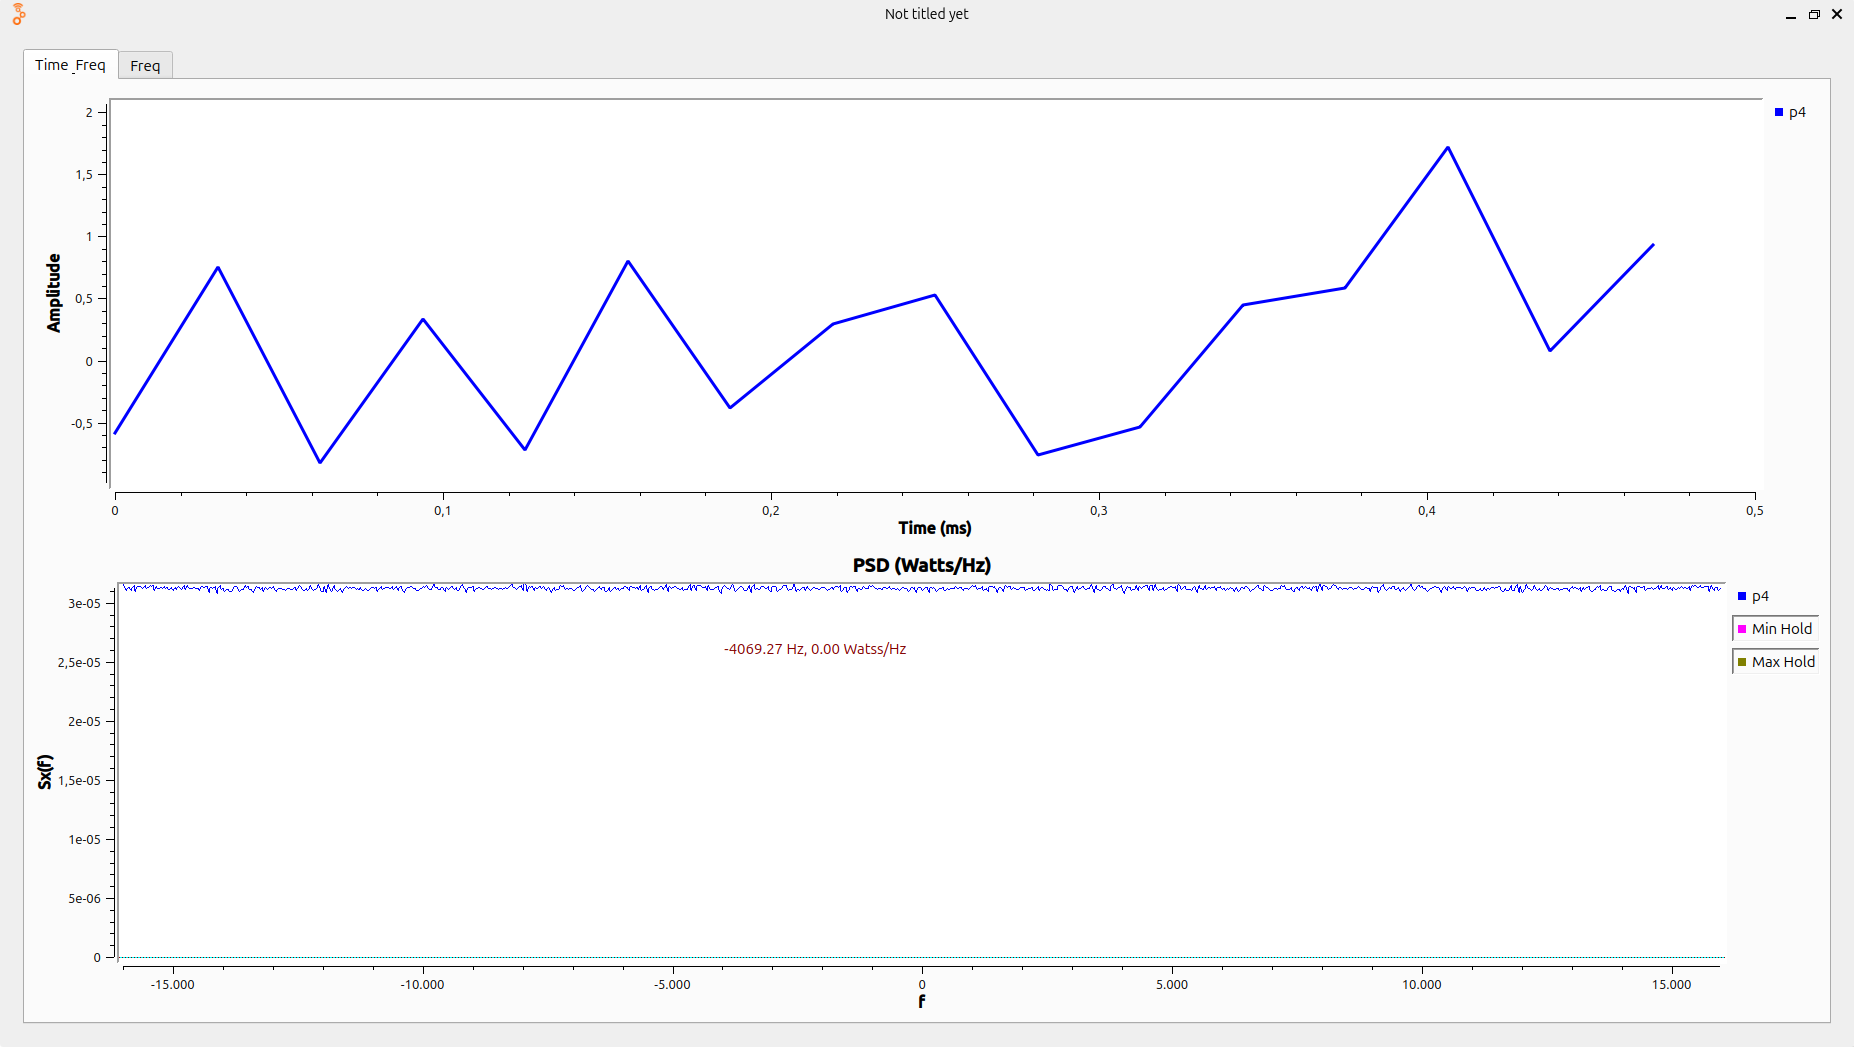 Not titled yet
Time_Freq
Freq
2
1,5
1
0,5
0
-0,5
Amplitude
p4
0 0,1 0,2 0,3 0,4 0,5
Time (ms)
PSD (Watts/Hz)
3e-05
2,5e-05
2e-05
1,5e-05
1e-05
5e-06
0
Sx(f)
-4069.27 Hz, 0.00 Watss/Hz
p4
Min Hold
Max Hold
-15.000 -10.000 -5.000 0 5.000 10.000 15.000
f